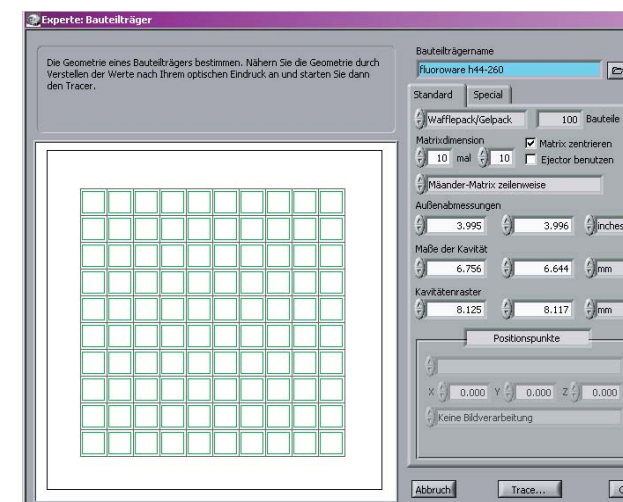 Experte: Bauteilträger
Die Geometrie eines Bauteilträgers bestimmen. Nähern Sie die Geometrie durch
Verstellen der Werte nach Ihrem optischen Eindruck an und starten Sie dann
den Tracer.
Bauteilträgername
fluoroware h44-260
Standard Special
Wafflepack/Gelpack 100 Bauteile
Matrixdimension Matrix zentrieren
10 mal 10 Ejector benutzen
Mäander-Matrix zeilenweise
Außenabmessungen
3.995 3.996 inches
Maße der Kavität
6.756 6.644 mm
Kavitätenraster
8.125 8.117 mm
Positionspunkte
X 0.000 Y 0.000 Z 0.000
Keine Bildverarbeitung
Abbruch Trace...